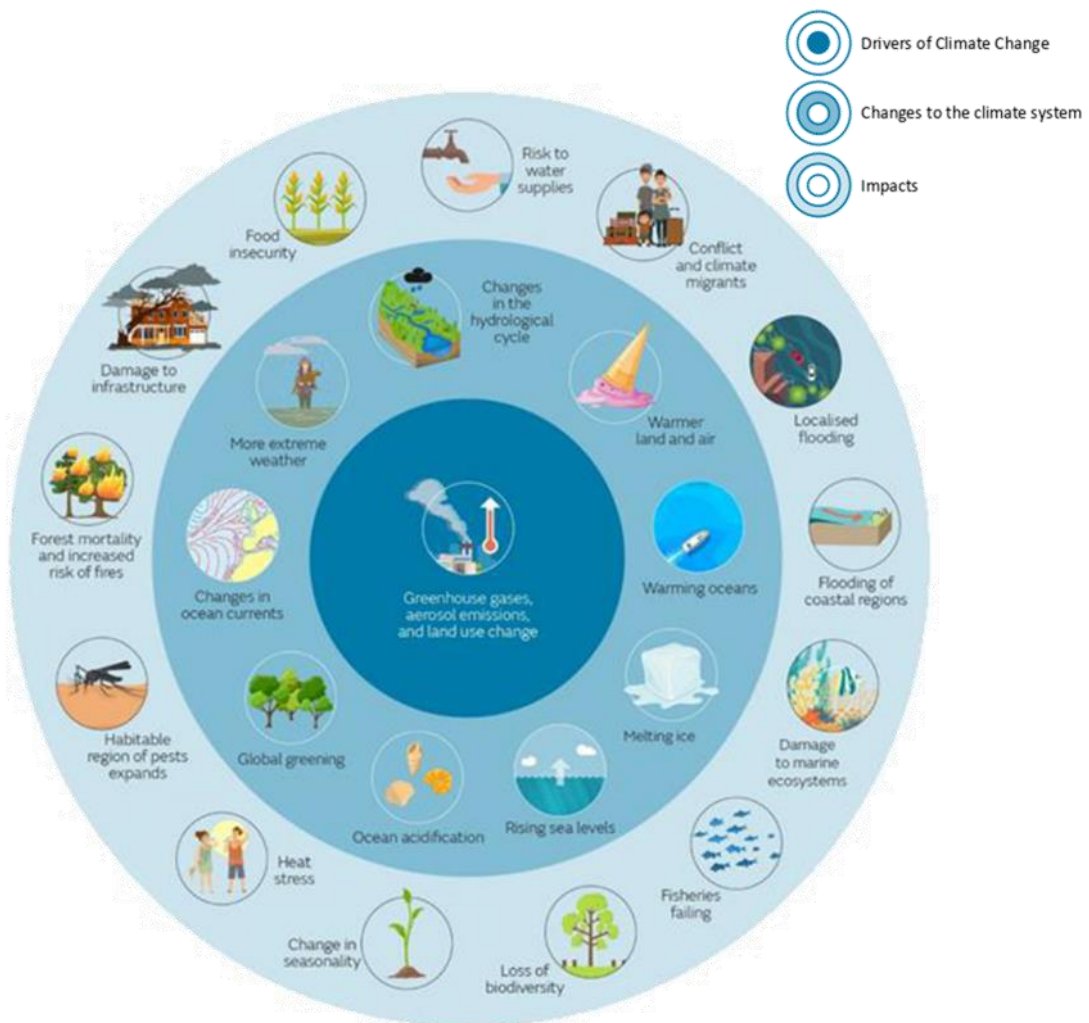 Drivers of Climate Change
Changes to the climate system
Impacts
Risk to
water
supplies
Food
insecurity
Conflict
and climate
migrants
Damage to
infrastructure
Localised
flooding
Forest mortality
and increased
risk of fires
Flooding of
coastal regions
Habitable
region of pests
expands
Damage
to marine
ecosystems
Heat
stress
Fisheries
failing
Change in
seasonality
Loss of
biodiversity
Changes
in the
hydrological
cycle
Warmer
land and air
More extreme
weather
Warming oceans
Changes in
ocean currents
Melting ice
Global greening
Rising sea levels
Ocean acidification
Greenhouse gases,
aerosol emissions,
and land use change